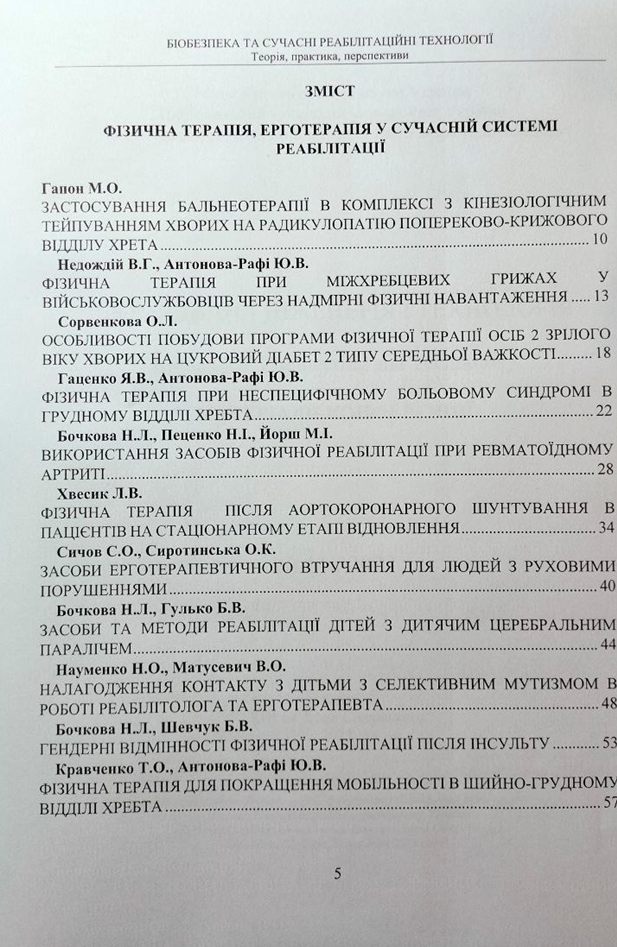 БІОБЕЗПЕКА ТА СУЧАСНІ РЕАБІЛІТАЦІЙНІ ТЕХНОЛОГІЇ
Теорія, практика, перспективи
ЗМІСТ
ФІЗИЧНА ТЕРАПІЯ, ЕРГОТЕРАПІЯ У СУЧАСНІЙ СИСТЕМІ
РЕАБІЛІТАЦІЇ
Гапон М.О.
ЗАСТОСУВАННЯ БАЛЬНЕОТЕРАПІЇ В КОМПЛЕКСІ З КІНЕЗІОЛОГІЧНИМ
ТЕЙПУВАННЯМ ХВОРИХ НА РАДИКУЛОПАТІЮ ПОПЕРЕКОВО-КРИЖОВОГО
ВІДДІЛУ ХРЕТА ........ 10
Недождій В.Г., Антонова-Рафі Ю.В.
ФІЗИЧНА ТЕРАПІЯ ПРИ МІЖХРЕБЦЕВИХ ГРИЖАХ У
ВІЙСЬКОВОСЛУЖБОВЦІВ ЧЕРЕЗ НАДМІРНІ ФІЗИЧНІ НАВАНТАЖЕННЯ ..... 13
Сорвенкова О.Л.
ОСОБЛИВОСТІ ПОБУДОВИ ПРОГРАМИ ФІЗИЧНОЇ ТЕРАПІЇ ОСІБ 2 ЗРІЛОГО
ВІКУ ХВОРИХ НА ЦУКРОВИЙ ДІАБЕТ 2 ТИПУ СЕРЕДНЬОЇ ВАЖКОСТІ......... 18
Гаценко Я.В., Антонова-Рафі Ю.В.
ФІЗИЧНА ТЕРАПІЯ ПРИ НЕСПЕЦИФІЧНОМУ БОЛЬОВОМУ СИНДРОМІ В
ГРУДНОМУ ВІДДІЛІ ХРЕБТА........ 22
Бочкова Н.Л., Пеценко Н.І., Йорш М.І.
ВИКОРИСТАННЯ ЗАСОБІВ ФІЗИЧНОЇ РЕАБІЛІТАЦІЇ ПРИ РЕВМАТОЇДНОМУ
АРТРИТІ........ 28
Хвесик Л.В.
ФІЗИЧНА ТЕРАПІЯ ПІСЛЯ АОРТОКОРОНАРНОГО ШУНТУВАННЯ В
ПАЦІЄНТІВ НА СТАЦІОНАРНОМУ ЕТАПІ ВІДНОВЛЕННЯ........ 34
Сичов С.О., Сиротинська О.К.
ЗАСОБИ ЕРГОТЕРАПЕВТИЧНОГО ВТРУЧАННЯ ДЛЯ ЛЮДЕЙ З РУХОВИМИ
ПОРУШЕННЯМИ........ 40
Бочкова Н.Л., Гулько Б.В.
ЗАСОБИ ТА МЕТОДИ РЕАБІЛІТАЦІЇ ДІТЕЙ З ДИТЯЧИМ ЦЕРЕБРАЛЬНИМ
ПАРАЛІЧЕМ........ 44
Науменко Н.О., Матусевич В.О.
НАЛАГОДЖЕННЯ КОНТАКТУ З ДІТЬМИ З СЕЛЕКТИВНИМ МУТИЗМОМ В
РОБОТІ РЕАБІЛІТОЛОГА ТА ЕРГОТЕРАПЕВТА........ 48
Бочкова Н.Л., Шевчук Б.В.
ГЕНДЕРНІ ВІДМІННОСТІ ФІЗИЧНОЇ РЕАБІЛІТАЦІЇ ПІСЛЯ ІНСУЛЬТУ ........... 53
Кравченко Т.О., Антонова-Рафі Ю.В.
ФІЗИЧНА ТЕРАПІЯ ДЛЯ ПОКРАЩЕННЯ МОБІЛЬНОСТІ В ШИЙНО-ГРУДНОМУ
ВІДДІЛІ ХРЕБТА........ 57
5